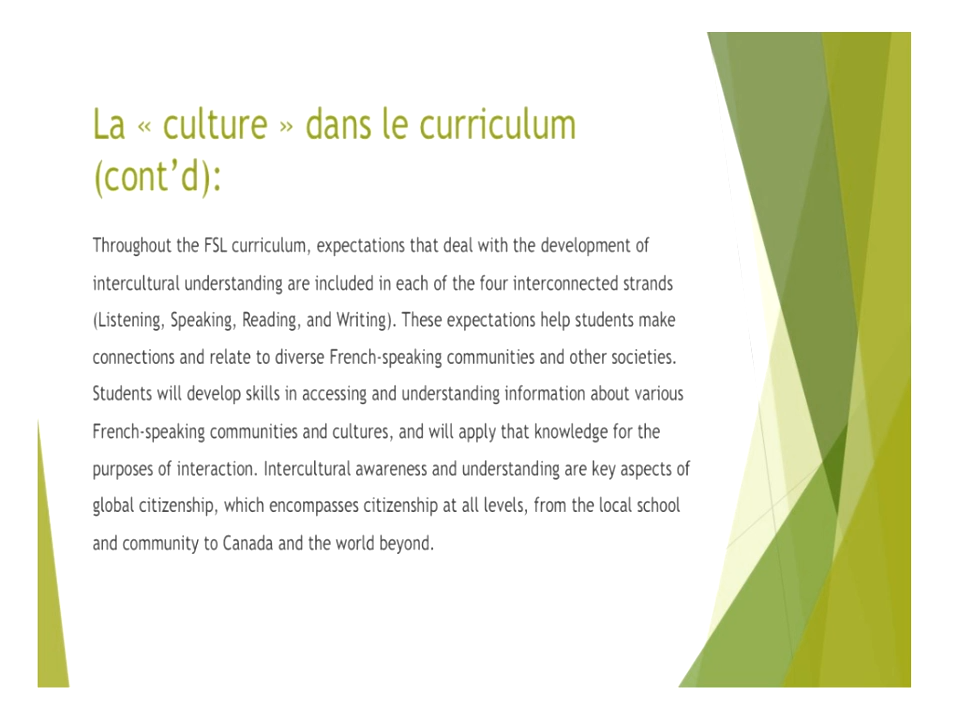 La « culture » dans le curriculum
(cont’d):
Throughout the FSL curriculum, expectations that deal with the development of
intercultural understanding are included in each of the four interconnected strands
(Listening, Speaking, Reading, and Writing). These expectations help students make
connections and relate to diverse French-speaking communities and other societies.
Students will develop skills in accessing and understanding information about various
French-speaking communities and cultures, and will apply that knowledge for the
purposes of interaction. Intercultural awareness and understanding are key aspects of
global citizenship, which encompasses citizenship at all levels, from the local school
and community to Canada and the world beyond.